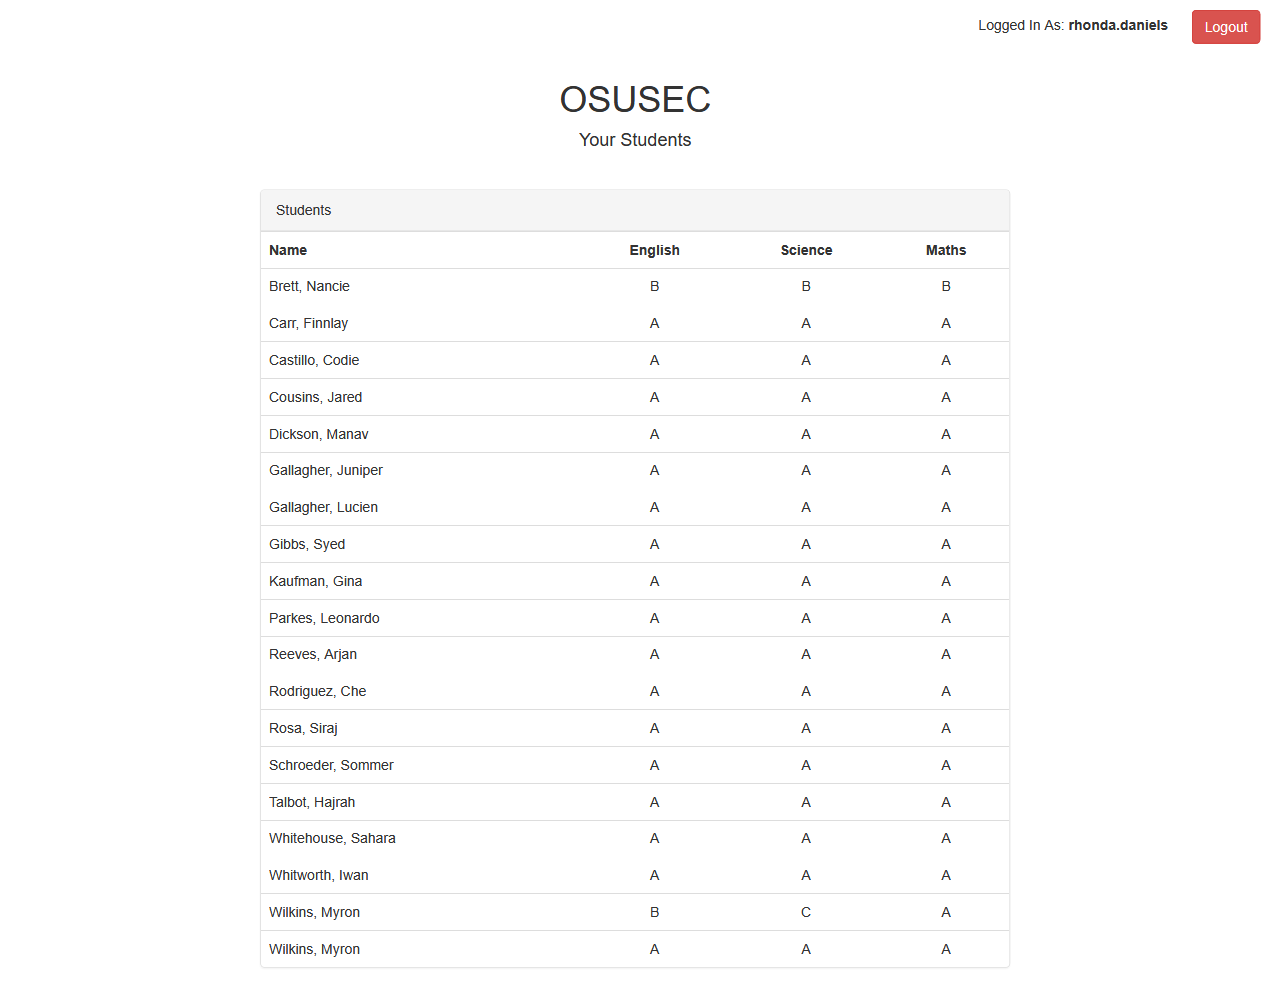 Logged In As: rhonda.daniels Logout
OSUSEC
Your Students
Students
Name English Science Maths
Brett, Nancie B B B
Carr, Finnlay A A A
Castillo, Codie A A A
Cousins, Jared A A A
Dickson, Manav A A A
Gallagher, Juniper A A A
Gallagher, Lucien A A A
Gibbs, Syed A A A
Kaufman, Gina A A A
Parkes, Leonardo A A A
Reeves, Arjan A A A
Rodriguez, Che A A A
Rosa, Siraj A A A
Schroeder, Sommer A A A
Talbot, Hajrah A A A
Whitehouse, Sahara A A A
Whitworth, Iwan A A A
Wilkins, Myron B C A
Wilkins, Myron A A A